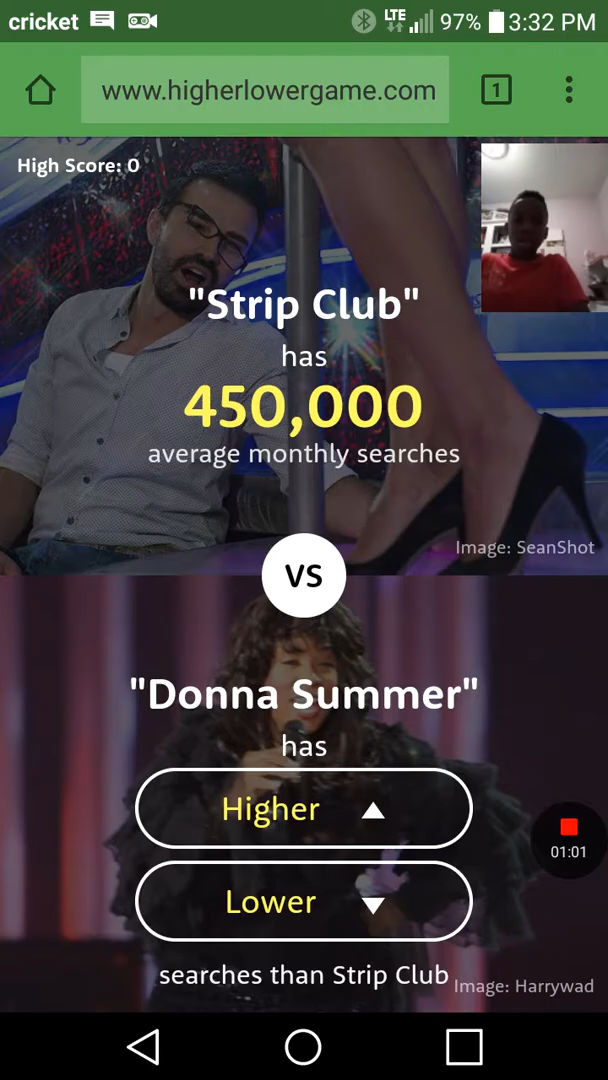 cricket LTE 97% 3:32 PM
www.higherlowergame.com 1
High Score: 0
"Strip Club"
has
450,000
average monthly searches
Image: SeanShot
VS
"Donna Summer"
has
Higher
Lower
01:01
searches than Strip Club
Image: Harrywad